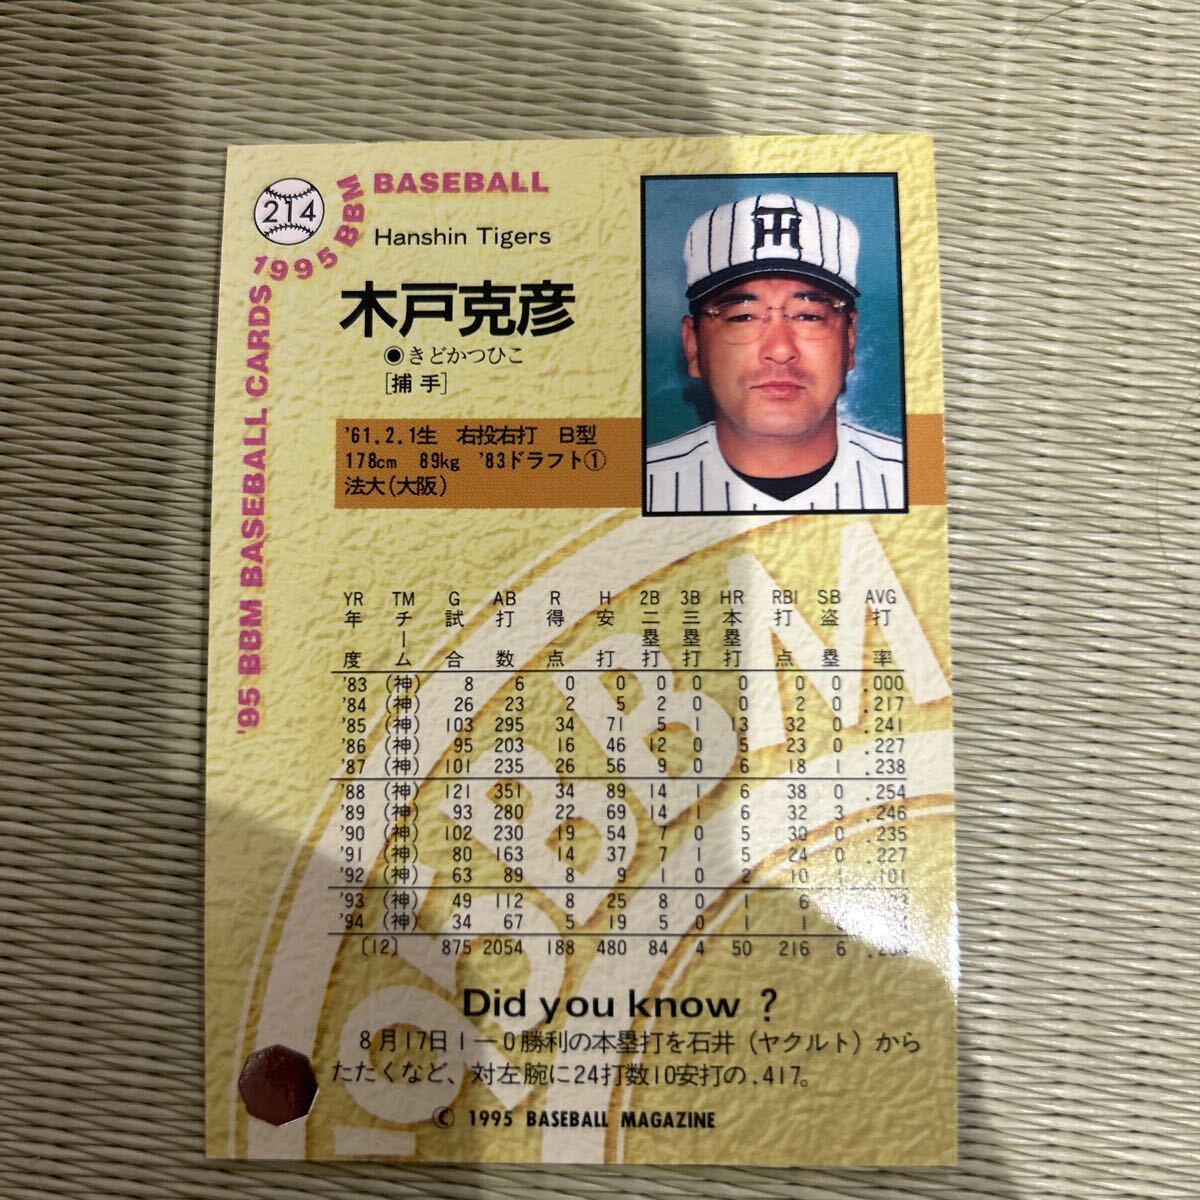 214
1995 BBM BASEBALL
'95 BBM BASEBALL CARDS
Hanshin Tigers
木戸克彦
◉きどかつひこ
[捕手]
'61.2.1生 右投右打 B型
178cm 89kg '83ドラフト①
法大(大阪)
YR TM G AB R H 2B 3B HR RBI SB AVG
年度 チーム 試合 打数 得点 安打 二塁打 三塁打 本塁打 打点 盗塁 打率
'83 (神) 8 6 0 0 0 0 0 0 0 .000
'84 (神) 26 23 2 5 2 0 0 2 0 .217
'85 (神) 103 295 34 71 5 1 13 32 0 .241
'86 (神) 95 203 16 46 12 0 5 23 0 .227
'87 (神) 101 235 26 56 9 0 6 18 1 .238
'88 (神) 121 351 34 89 14 1 6 38 0 .254
'89 (神) 93 280 22 69 14 1 6 32 3 .246
'90 (神) 102 230 19 54 7 0 5 30 0 .235
'91 (神) 80 163 14 37 7 1 5 24 0 .227
'92 (神) 63 89 8 9 1 0 2 10 1 .101
'93 (神) 49 112 8 25 8 0 1 6
'94 (神) 34 67 5 19 5 0 1 1
〔12〕 875 2054 188 480 84 4 50 216 6 .234
Did you know ?
8月17日1−0勝利の本塁打を石井（ヤクルト）から
たたくなど、対左腕に24打数10安打の.417。
© 1995 BASEBALL MAGAZINE
'95 BBM